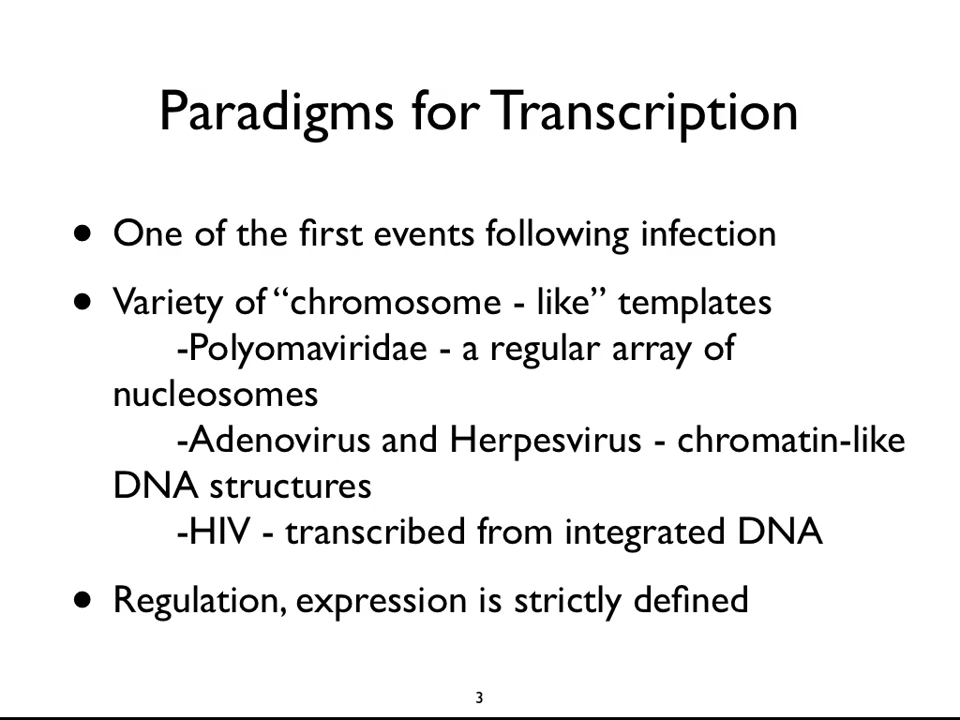 Paradigms for Transcription
• One of the first events following infection
• Variety of “chromosome - like” templates
-Polyomaviridae - a regular array of
nucleosomes
-Adenovirus and Herpesvirus - chromatin-like
DNA structures
-HIV - transcribed from integrated DNA
• Regulation, expression is strictly defined
3